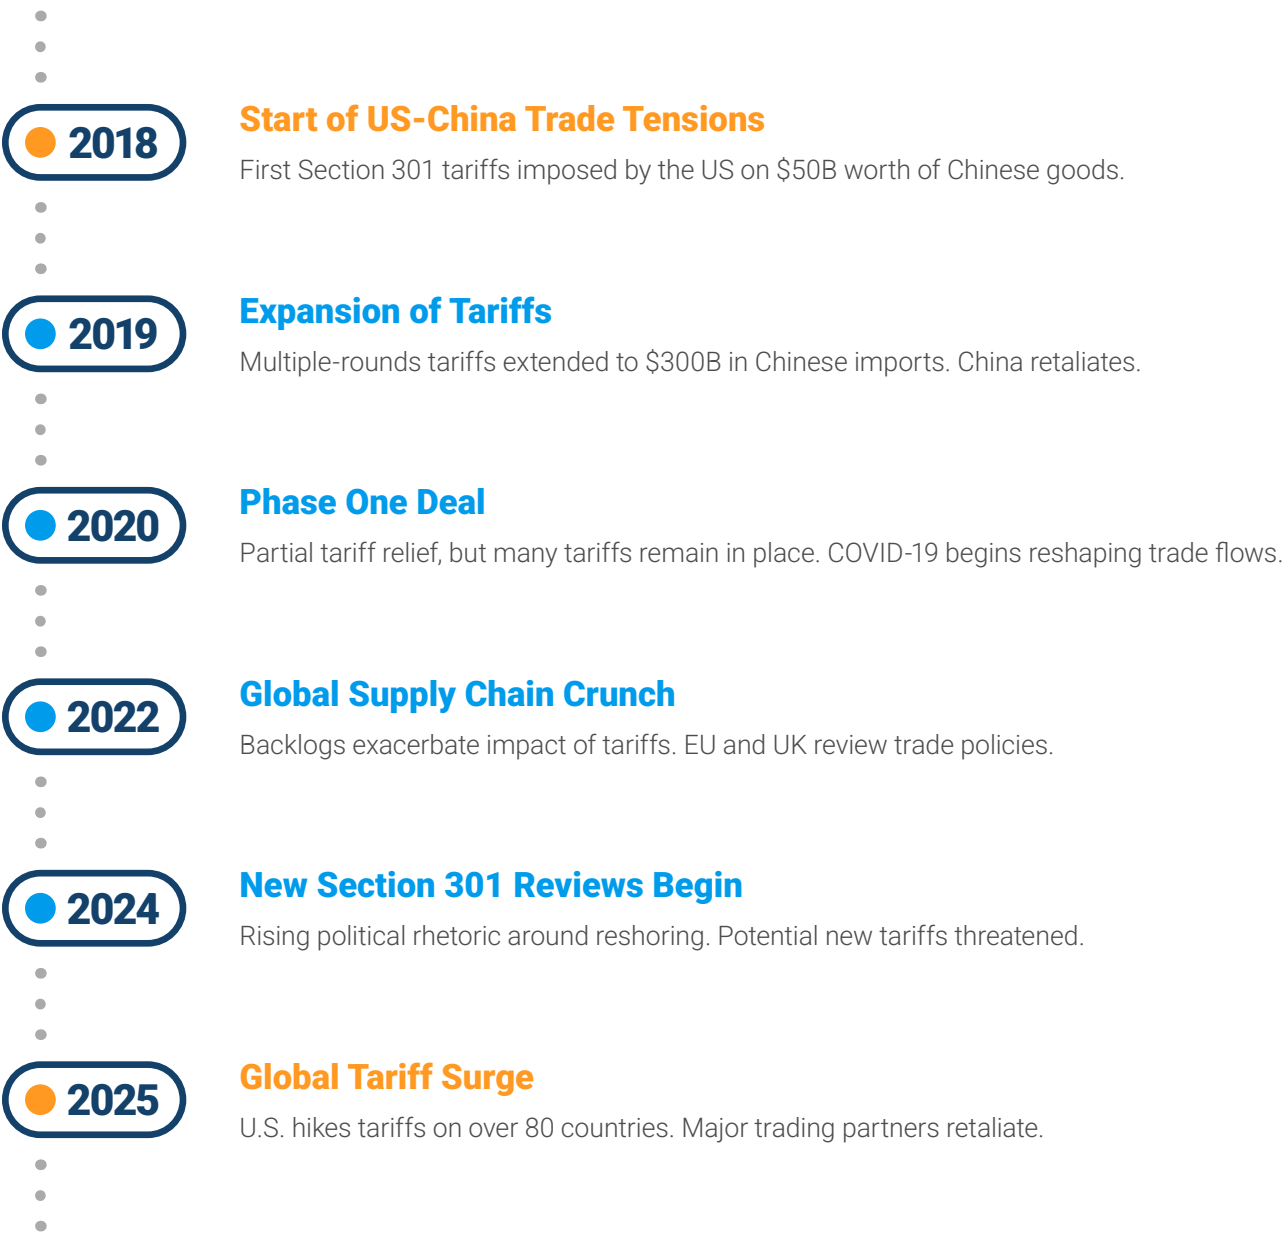 2018
Start of US-China Trade Tensions
First Section 301 tariffs imposed by the US on $50B worth of Chinese goods.
2019
Expansion of Tariffs
Multiple-rounds tariffs extended to $300B in Chinese imports. China retaliates.
2020
Phase One Deal
Partial tariff relief, but many tariffs remain in place. COVID-19 begins reshaping trade flows.
2022
Global Supply Chain Crunch
Backlogs exacerbate impact of tariffs. EU and UK review trade policies.
2024
New Section 301 Reviews Begin
Rising political rhetoric around reshoring. Potential new tariffs threatened.
2025
Global Tariff Surge
U.S. hikes tariffs on over 80 countries. Major trading partners retaliate.